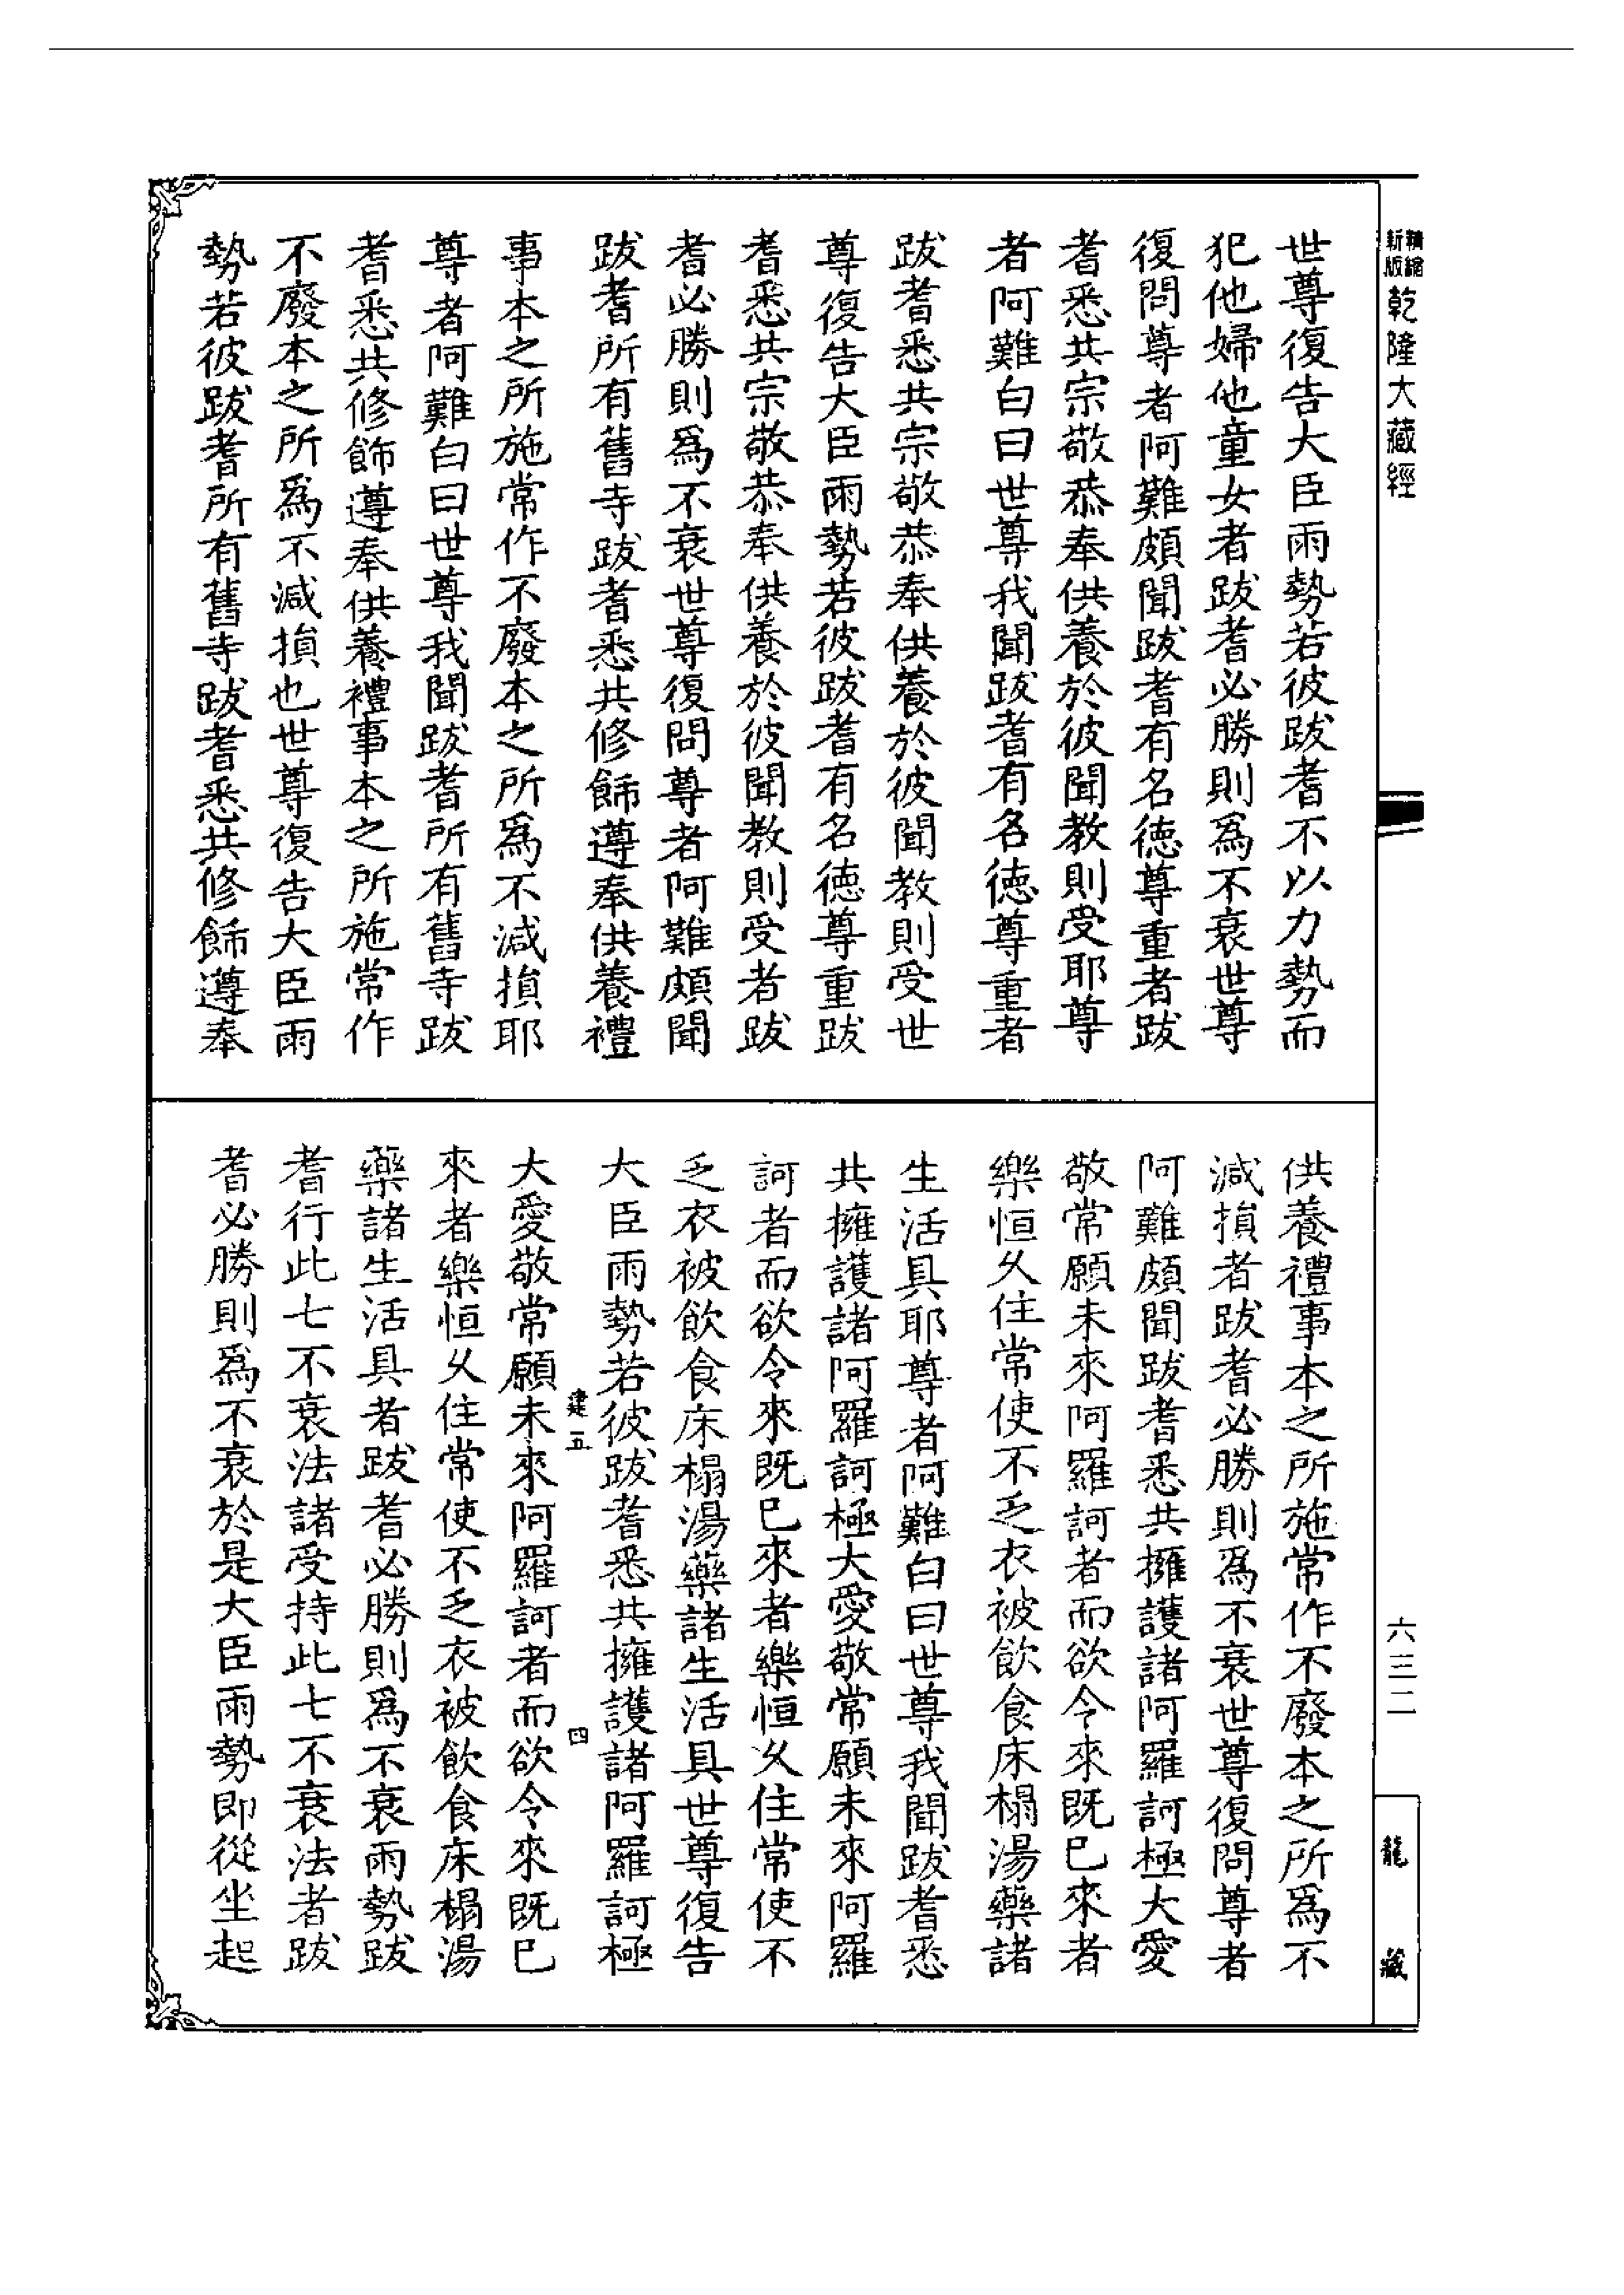 精縮新版乾隆大藏經
世尊復告大臣雨勢若彼跋耆不以力勢而
犯他婦他童女者跋耆必勝則為不衰世尊
復問尊者阿難頗聞跋耆有名德尊重者跋
耆悉共宗敬恭奉供養於彼聞教則受耶尊
者阿難白曰世尊我聞跋耆有名德尊重者
跋耆悉共宗敬恭奉供養於彼聞教則受世
尊復告大臣雨勢若彼跋耆有名德尊重跋
耆悉共宗敬恭奉供養於彼聞教則受者跋
耆必勝則為不衰世尊復問尊者阿難頗聞
跋耆所有舊寺跋耆悉共修飾遵奉供養禮
事本之所施常作不廢本之所為不減損耶
尊者阿難白曰世尊我聞跋耆所有舊寺跋
耆悉共修飾遵奉供養禮事本之所施常作
不廢本之所為不減損也世尊復告大臣雨
勢若彼跋耆所有舊寺跋耆悉共修飾遵奉
供養禮事本之所施常作不廢本之所為不
減損者跋耆必勝則為不衰世尊復問尊者
阿難頗聞跋耆悉共擁護諸阿羅訶極大愛
敬常願未來阿羅訶者而欲令來既已來者
樂恒久住常使不乏衣被飲食床榻湯藥諸
生活具耶尊者阿難白曰世尊我聞跋耆悉
共擁護諸阿羅訶極大愛敬常願未來阿羅
訶者而欲令來既已來者樂恒久住常使不
乏衣被飲食床榻湯藥諸生活具世尊復告
大臣雨勢若彼跋耆悉共擁護諸阿羅訶極
建五 四
大愛敬常願未來阿羅訶者而欲令來既已
來者樂恒久住常使不乏衣被飲食床榻湯
藥諸生活具者跋耆必勝則為不衰雨勢跋
耆行此七不衰法諸受持此七不衰法者跋
耆必勝則為不衰於是大臣雨勢即從坐起
六三二
龍藏